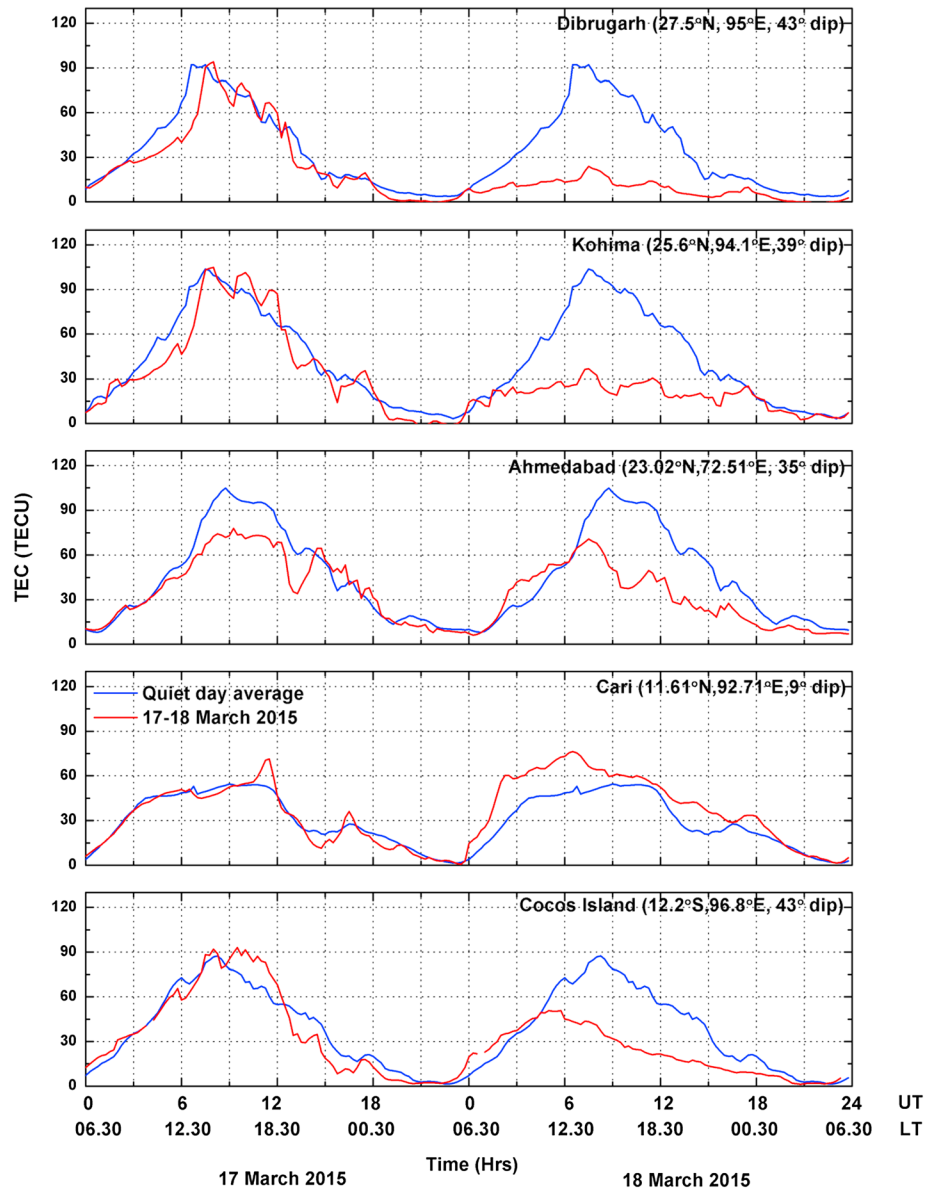 Dibrugarh (27.5°N, 95°E, 43° dip)
120
90
60
30
0
Kohima (25.6°N,94.1°E,39° dip)
120
90
60
30
0
Ahmedabad (23.02°N,72.51°E, 35° dip)
120
90
60
30
0
TEC (TECU)
Cari (11.61°N,92.71°E,9° dip)
Quiet day average
17-18 March 2015
120
90
60
30
0
Cocos Island (12.2°S,96.8°E, 43° dip)
120
90
60
30
0
0 6 12 18 0 6 12 18 24 UT
06.30 12.30 18.30 00.30 06.30 12.30 18.30 00.30 06.30 LT
Time (Hrs)
17 March 2015 18 March 2015